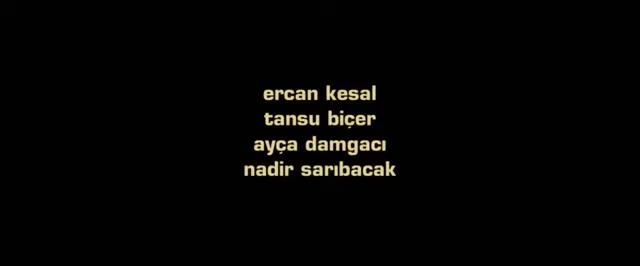 ercan kesal
tansu biçer
ayça damgacı
nadir sarıbacak